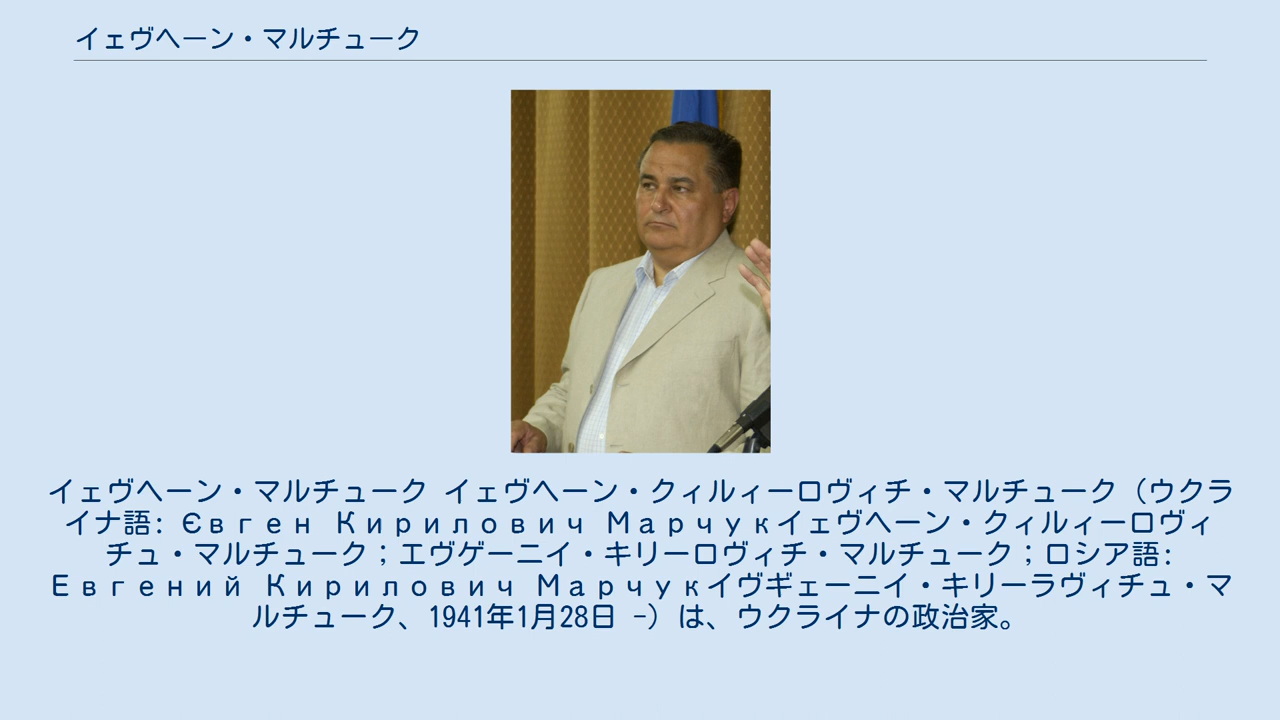 イェヴヘーン・マルチューク
イェヴヘーン・マルチューク イェヴヘーン・クィルィーロヴィチ・マルチューク（ウクラ
イナ語: Євген Кирилович Марчукイェヴヘーン・クィルィーロヴィ
チュ・マルチューク；エヴゲーニイ・キリーロヴィチ・マルチューク；ロシア語:
Евгений Кирилович Марчукイヴギェーニイ・キリーラヴィチュ・マ
ルチューク、1941年1月28日 -）は、ウクライナの政治家。